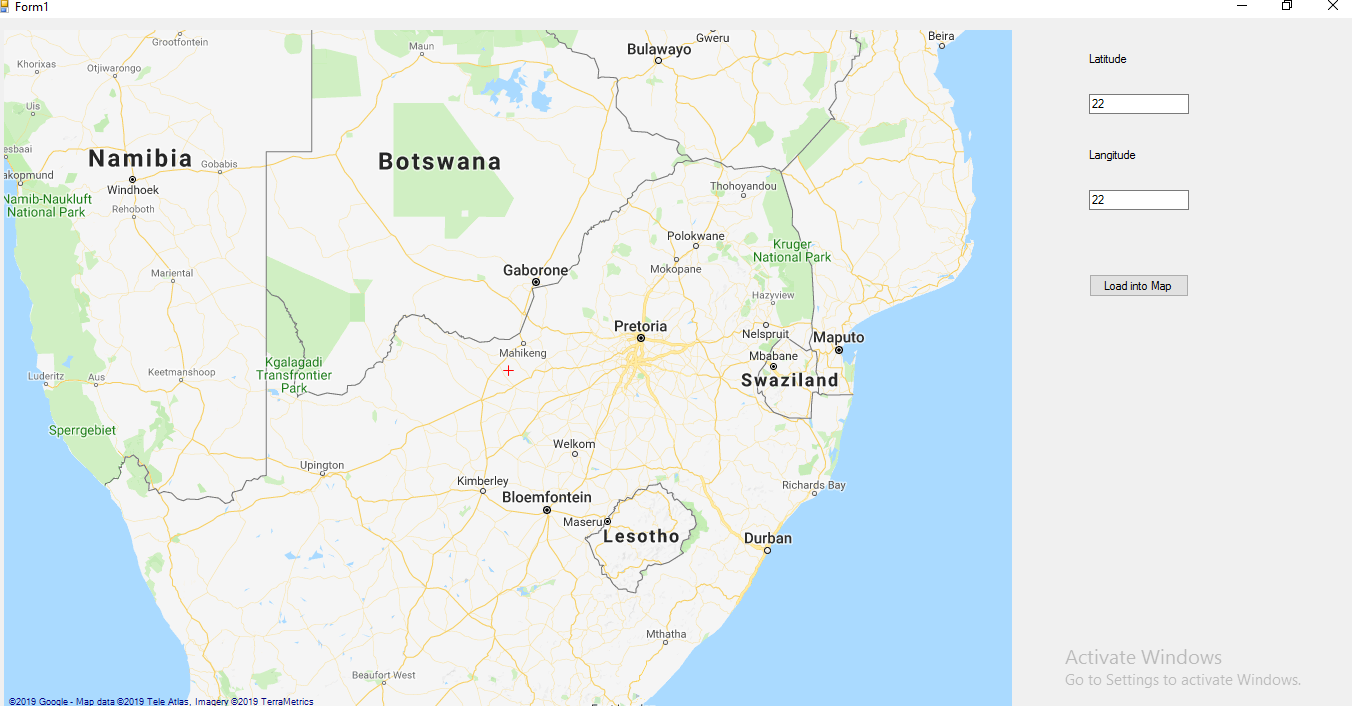 Form1
Gweru
Beira
Grootfontein
Maun
Bulawayo
Khorixas
Otjiwarongo
Latitude
Uis
22
esbaai
Namibia
Gobabis
Botswana
Langitude
akopmund
Windhoek
Thohoyandou
Namib-Naukluft
National Park
Rehoboth
22
Polokwane
Kruger
National Park
Mariental
Gaborone
Mokopane
Load into Map
Hazyview
Pretoria
Nelspruit
Maputo
Mahikeng
Mbabane
Kgalagadi
Transfrontier
Park
Luderitz
Aus
Keetmanshoop
Swaziland
Sperrgebiet
Welkom
Upington
Kimberley
Richards Bay
Bloemfontein
Maseru
Lesotho
Durban
Mthatha
Activate Windows
Go to Settings to activate Windows.
Beaufort West
©2019 Google - Map data ©2019 Tele Atlas, Imagery ©2019 TerraMetrics